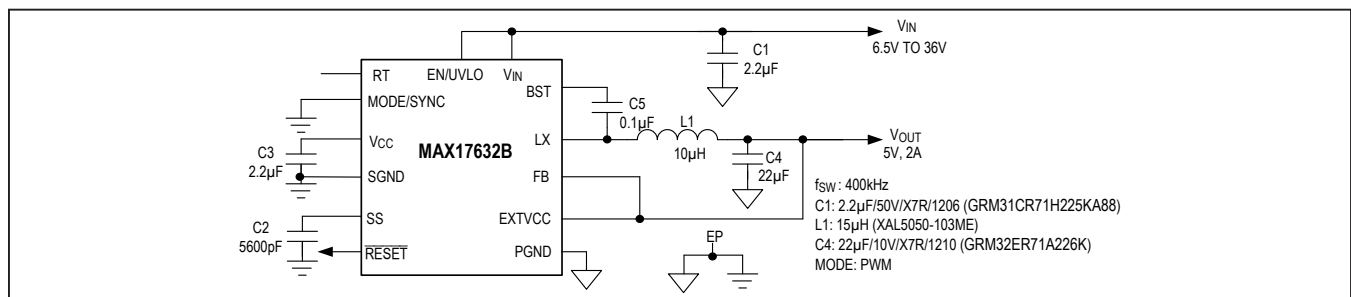 VIN
6.5V TO 36V
C1
2.2µF
RT
EN/UVLO
VIN
MODE/SYNC
BST
C5
0.1µF
VCC
C3
2.2µF
MAX17632B
LX
L1
10µH
VOUT
5V, 2A
C4
22µF
SGND
FB
SS
C2
5600pF
EXTVCC
RESET
PGND
EP
fSW : 400kHz
C1: 2.2µF/50V/X7R/1206 (GRM31CR71H225KA88)
L1: 15µH (XAL5050-103ME)
C4: 22µF/10V/X7R/1210 (GRM32ER71A226K)
MODE: PWM